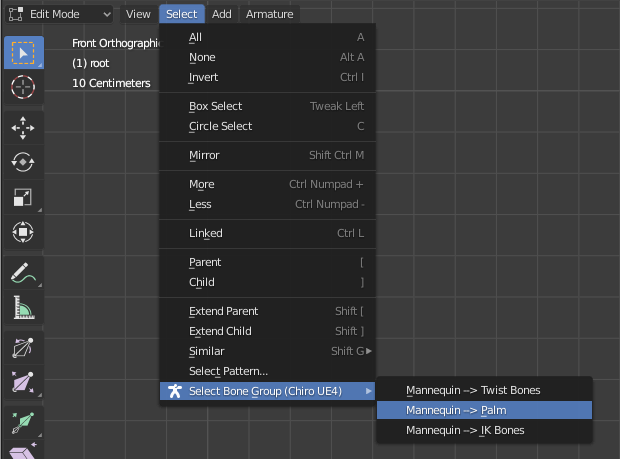 Edit Mode View Select Add Armature
Front Orthographic
(1) root
10 Centimeters
All A
None Alt A
Invert Ctrl I
Box Select Tweak Left
Circle Select C
Mirror Shift Ctrl M
More Ctrl Numpad +
Less Ctrl Numpad -
Linked Ctrl L
Parent [
Child ]
Extend Parent Shift [
Extend Child Shift ]
Similar Shift G
Select Pattern...
Select Bone Group (Chiro UE4)
Mannequin --> Twist Bones
Mannequin --> Palm
Mannequin --> IK Bones